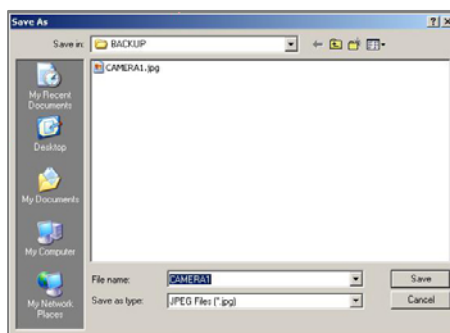 Save As
Save in: BACKUP
CAMERA1.jpg
My Recent
Documents
Desktop
My Documents
My Computer
My Network
Places
File name: CAMERA1 Save
Save as type: JPEG Files (*.jpg) Cancel